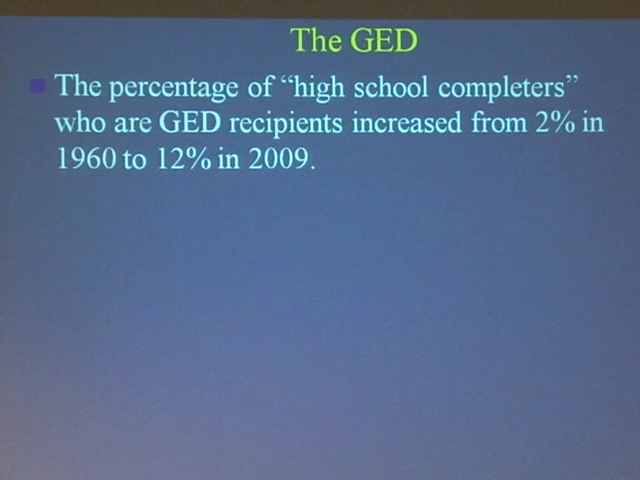 The GED
The percentage of “high school completers”
who are GED recipients increased from 2% in
1960 to 12% in 2009.